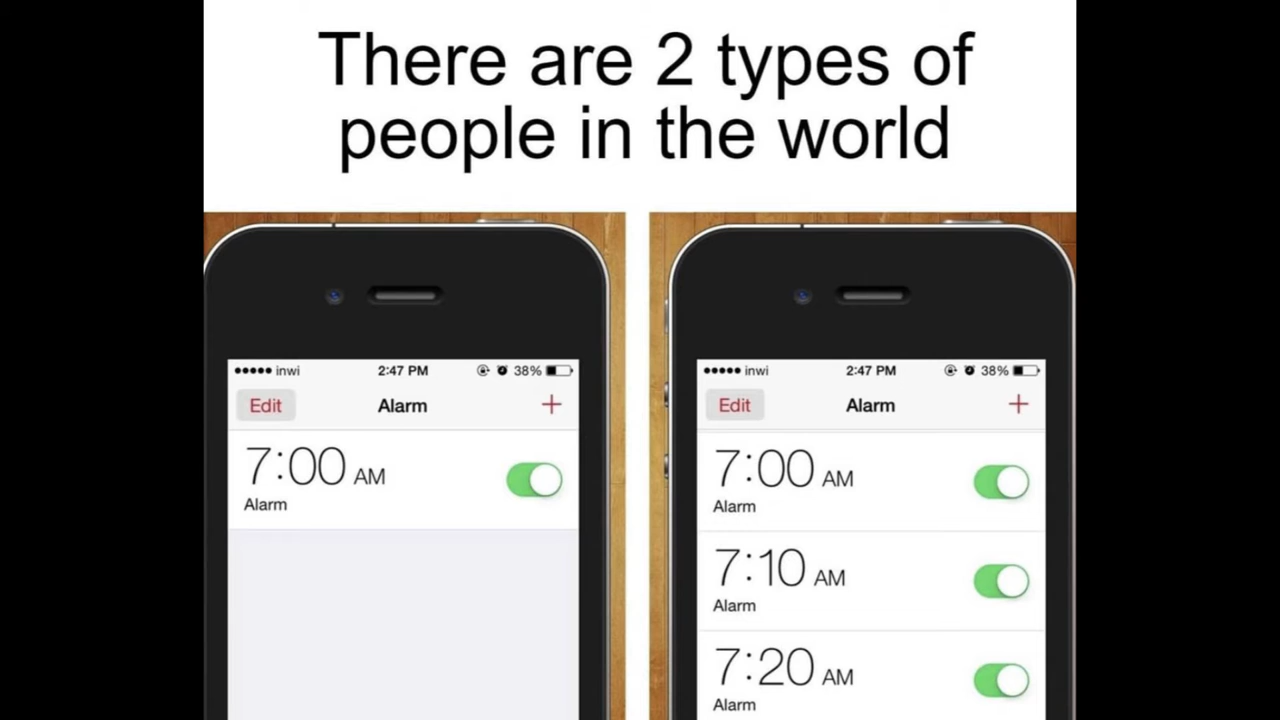 There are 2 types of
people in the world
inwi 2:47 PM 38%
Edit Alarm +
7:00 AM
Alarm
inwi 2:47 PM 38%
Edit Alarm +
7:00 AM
Alarm
7:10 AM
Alarm
7:20 AM
Alarm